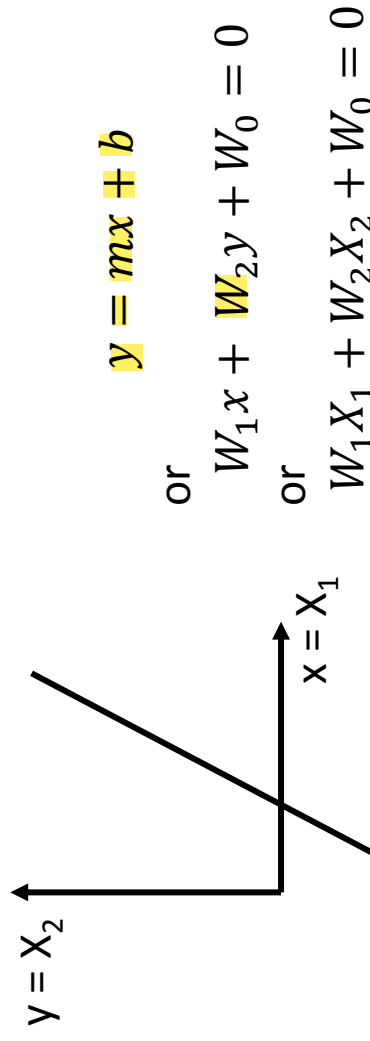 y = mx + b
or
W₁x + W₂y + W₀ = 0
or
W₁X₁ + W₂X₂ + W₀ = 0
y = X₂
x = X₁